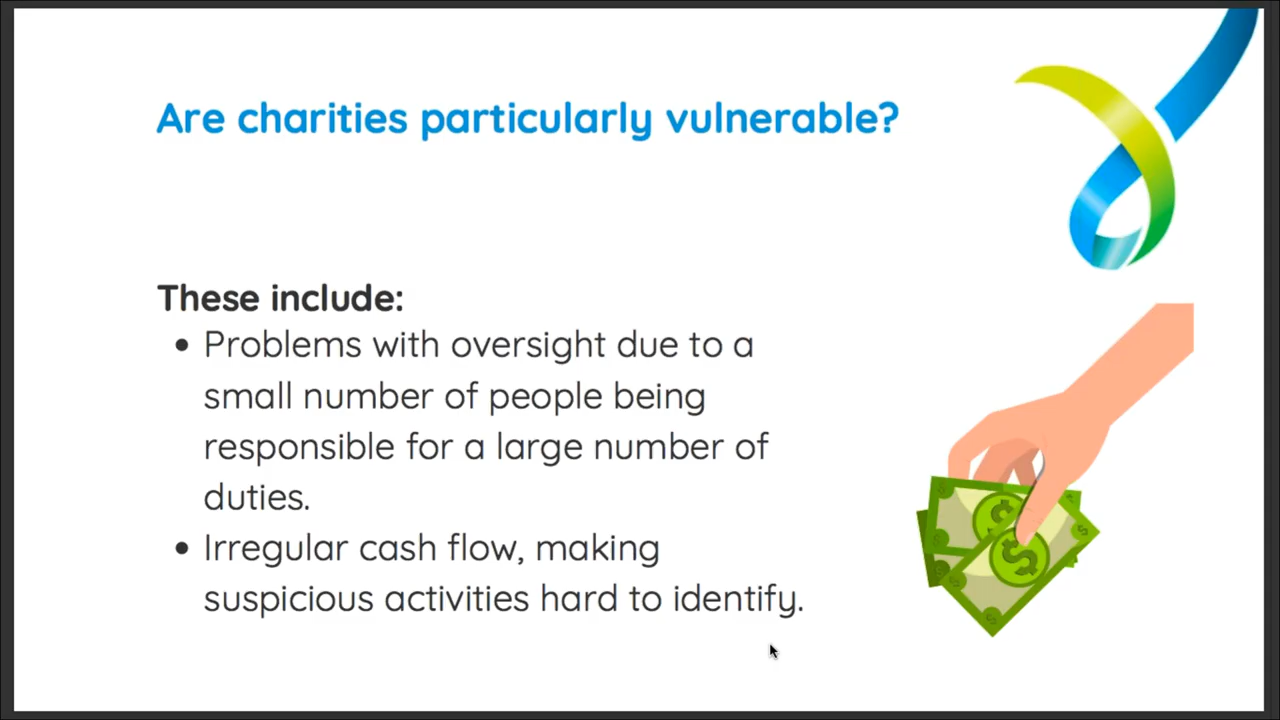 Are charities particularly vulnerable?
These include:
• Problems with oversight due to a
small number of people being
responsible for a large number of
duties.
• Irregular cash flow, making
suspicious activities hard to identify.